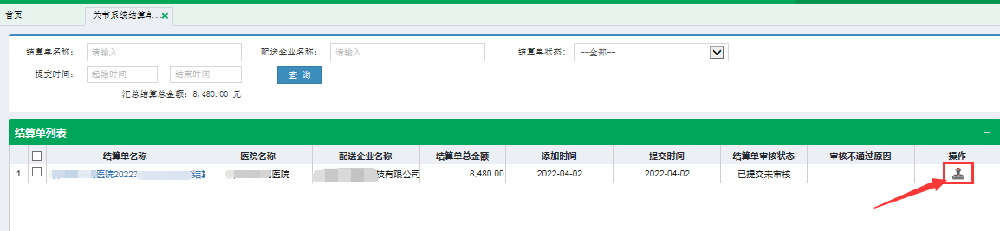 首页 关节系统结算单...
结算单名称： 请输入... 配送企业名称： 请输入... 结算单状态： --全部--
提交时间： 起始时间 - 结束时间 查 询
汇总结算总金额：8,480.00 元
结算单列表
结算单名称 医院名称 配送企业名称 结算单总金额 添加时间 提交时间 结算单审核状态 审核不通过原因 操作
1 医院20223 结算 医院 技有限公司 8,480.00 2022-04-02 2022-04-02 已提交未审核